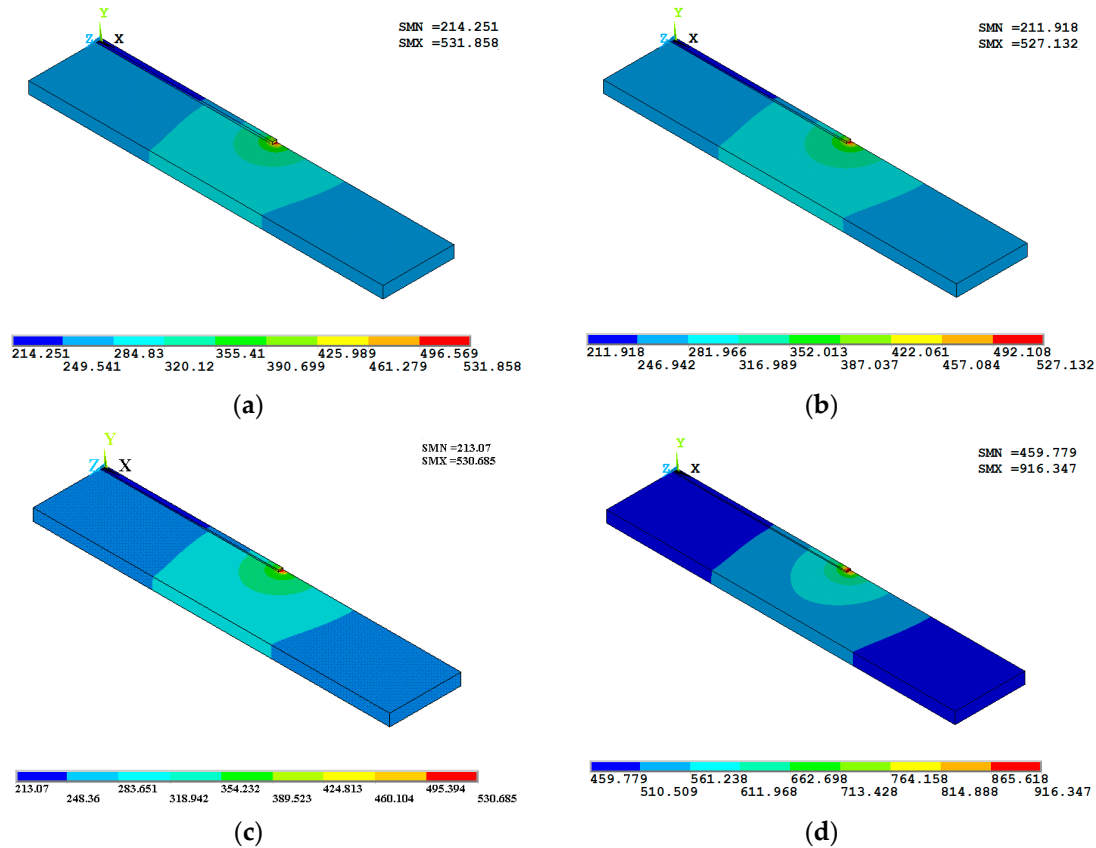 Y
Z X
SMN =214.251
SMX =531.858
214.251 284.83 355.41 425.989 496.569
249.541 320.12 390.699 461.279 531.858
(a)
Y
Z X
SMN =211.918
SMX =527.132
211.918 281.966 352.013 422.061 492.108
246.942 316.989 387.037 457.084 527.132
(b)
Y
Z X
SMN =213.07
SMX =530.685
213.07 283.651 354.232 424.813 495.394
248.36 318.942 389.523 460.104 530.685
(c)
Y
Z X
SMN =459.779
SMX =916.347
459.779 561.238 662.698 764.158 865.618
510.509 611.968 713.428 814.888 916.347
(d)